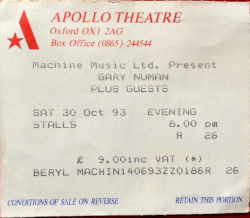 APOLLO THEATRE
Oxford OX1 2AG
Box Office (0865) 244544
Machine Music Ltd. Present
GARY NUMAN
PLUS GUESTS
SAT 30 Oct 93 EVENING
STALLS 8.00 pm
R 26
£ 9.00inc VAT (*)
BERYL MACHIN140693ZZ0186R 26
CONDITIONS OF SALE ON REVERSE RETAIN THIS PORTION